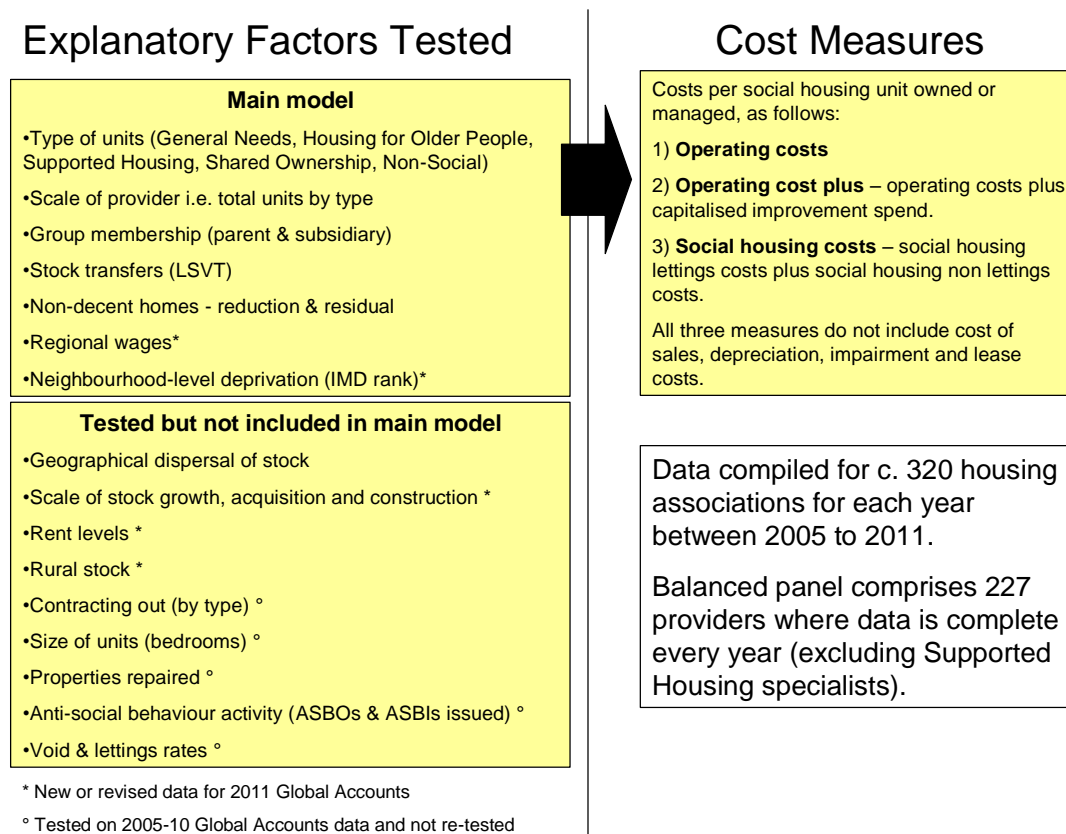 Explanatory Factors Tested
Main model
•Type of units (General Needs, Housing for Older People,
Supported Housing, Shared Ownership, Non-Social)
•Scale of provider i.e. total units by type
•Group membership (parent & subsidiary)
•Stock transfers (LSVT)
•Non-decent homes - reduction & residual
•Regional wages*
•Neighbourhood-level deprivation (IMD rank)*
Tested but not included in main model
•Geographical dispersal of stock
•Scale of stock growth, acquisition and construction *
•Rent levels *
•Rural stock *
•Contracting out (by type) °
•Size of units (bedrooms) °
•Properties repaired °
•Anti-social behaviour activity (ASBOs & ASBIs issued) °
•Void & lettings rates °
* New or revised data for 2011 Global Accounts
° Tested on 2005-10 Global Accounts data and not re-tested
Cost Measures
Costs per social housing unit owned or
managed, as follows:
1) Operating costs
2) Operating cost plus – operating costs plus
capitalised improvement spend.
3) Social housing costs – social housing
lettings costs plus social housing non lettings
costs.
All three measures do not include cost of
sales, depreciation, impairment and lease
costs.
Data compiled for c. 320 housing
associations for each year
between 2005 to 2011.
Balanced panel comprises 227
providers where data is complete
every year (excluding Supported
Housing specialists).